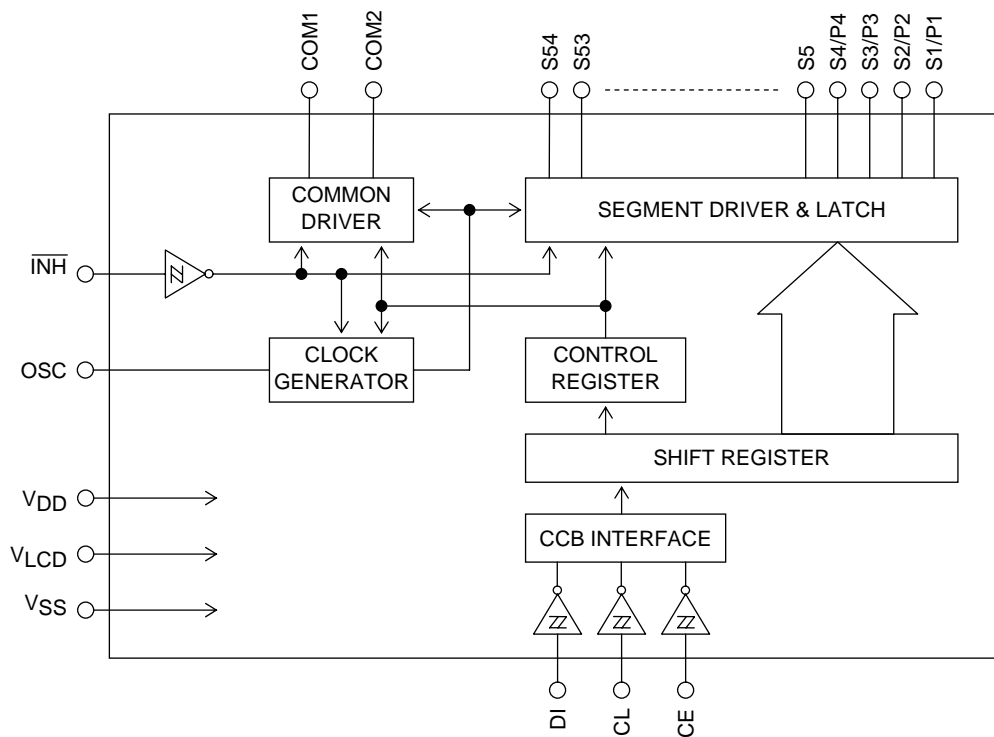 COM1
COM2
S54
S53
S5
S4/P4
S3/P3
S2/P2
S1/P1
COMMON
DRIVER
SEGMENT DRIVER & LATCH
INH
OSC
CLOCK
GENERATOR
CONTROL
REGISTER
SHIFT REGISTER
VDD
CCB INTERFACE
VLCD
VSS
DI
CL
CE